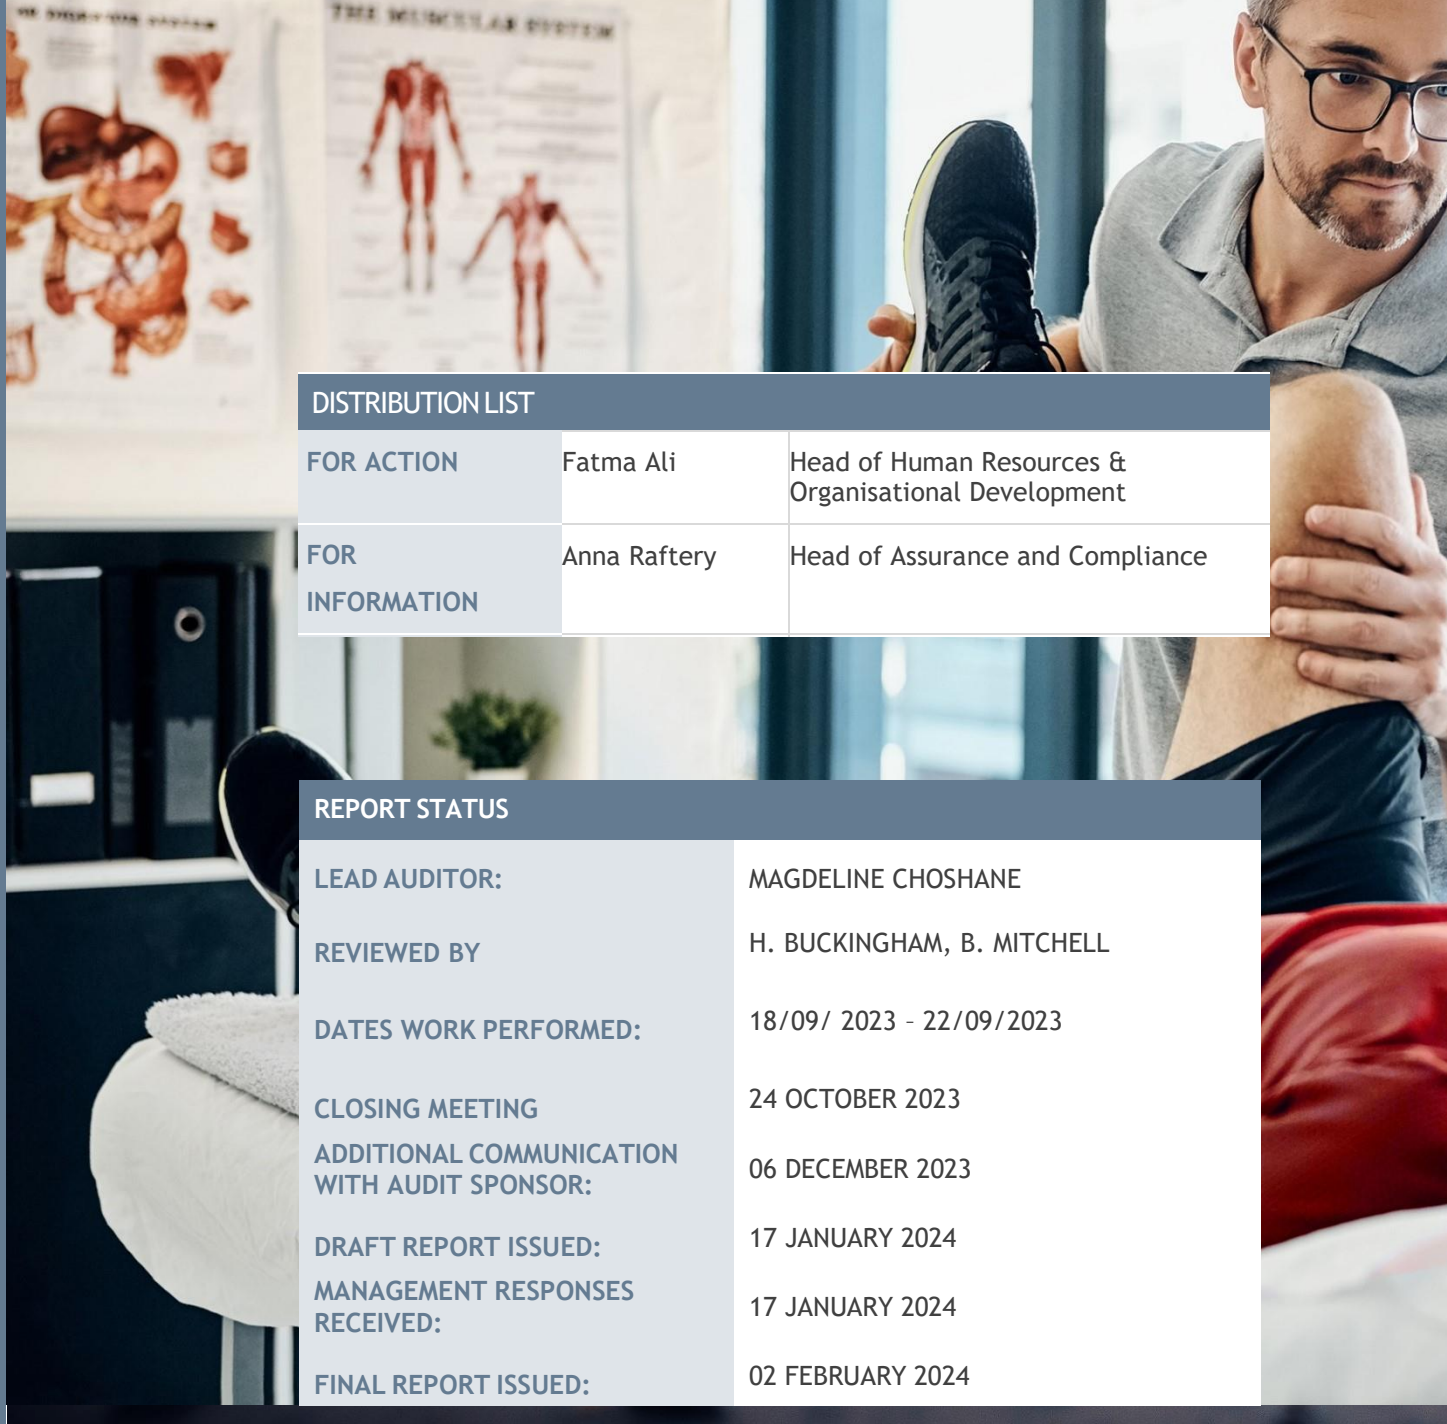 THE MUSCULAR SYSTEM
DISTRIBUTION LIST
FOR ACTION
Fatma Ali
Head of Human Resources &
Organisational Development
FOR
INFORMATION
Anna Raftery
Head of Assurance and Compliance
REPORT STATUS
LEAD AUDITOR:
MAGDELINE CHOSHANE
REVIEWED BY
H. BUCKINGHAM, B. MITCHELL
DATES WORK PERFORMED:
18/09/ 2023 – 22/09/2023
CLOSING MEETING
24 OCTOBER 2023
ADDITIONAL COMMUNICATION
WITH AUDIT SPONSOR:
06 DECEMBER 2023
DRAFT REPORT ISSUED:
17 JANUARY 2024
MANAGEMENT RESPONSES
RECEIVED:
17 JANUARY 2024
FINAL REPORT ISSUED:
02 FEBRUARY 2024